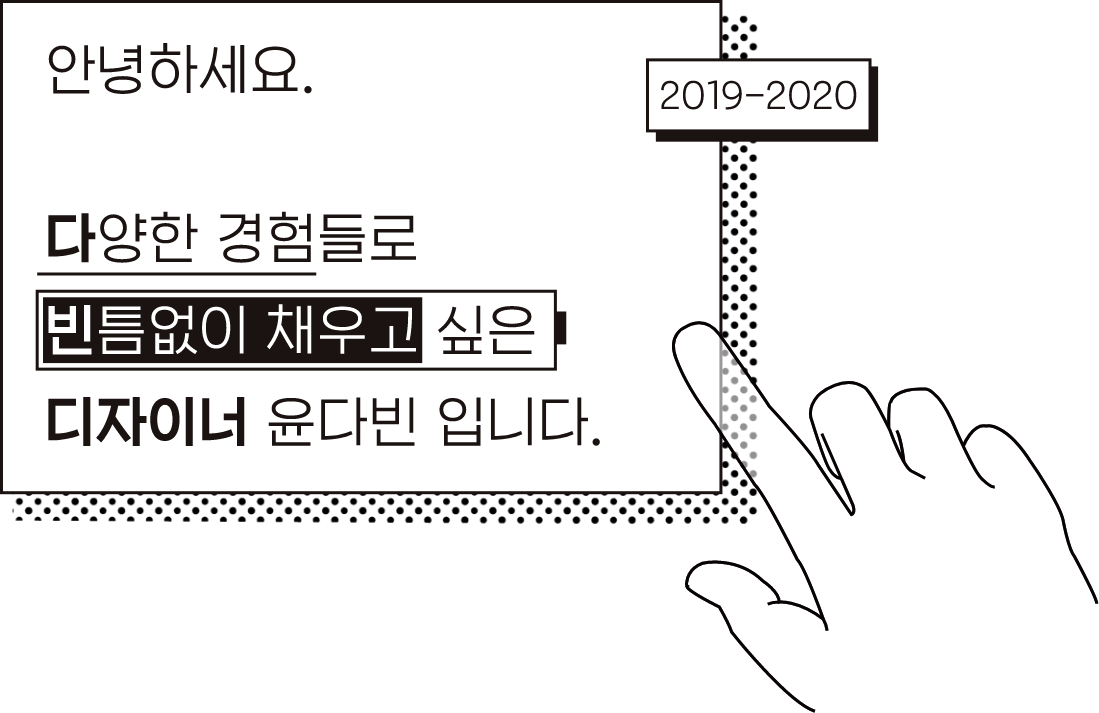 안녕하세요.
2019-2020
다양한 경험들로
빈틈없이 채우고 싶은
디자이너 윤다빈 입니다.